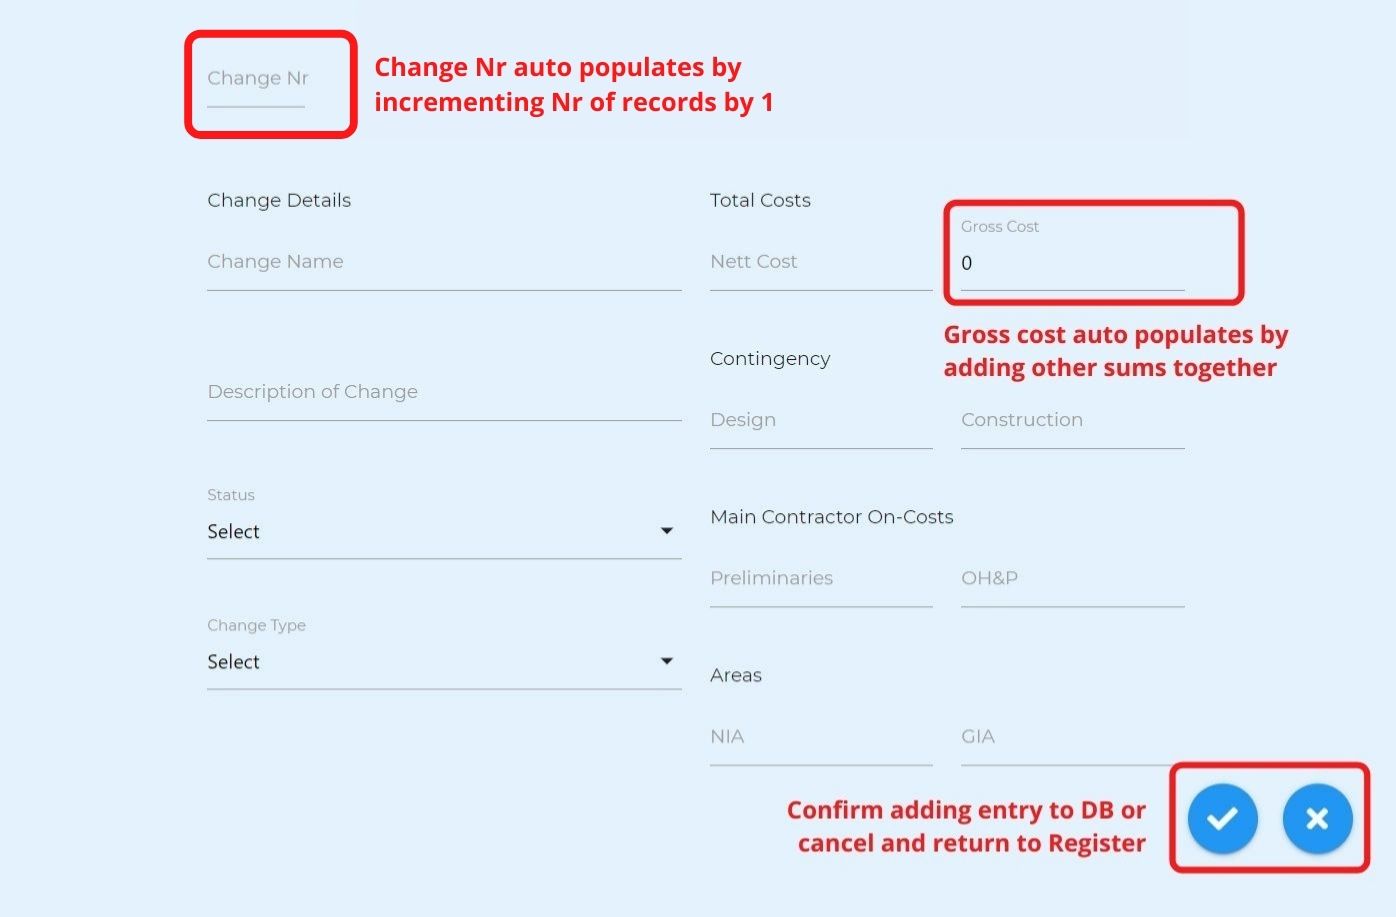 Change Nr
Change Nr auto populates by
incrementing Nr of records by 1
Change Details
Change Name
Description of Change
Status
Select
Change Type
Select
Total Costs
Nett Cost
Gross Cost
0
Gross cost auto populates by
adding other sums together
Contingency
Design
Construction
Main Contractor On-Costs
Preliminaries
OH&P
Areas
NIA
GIA
Confirm adding entry to DB or
cancel and return to Register